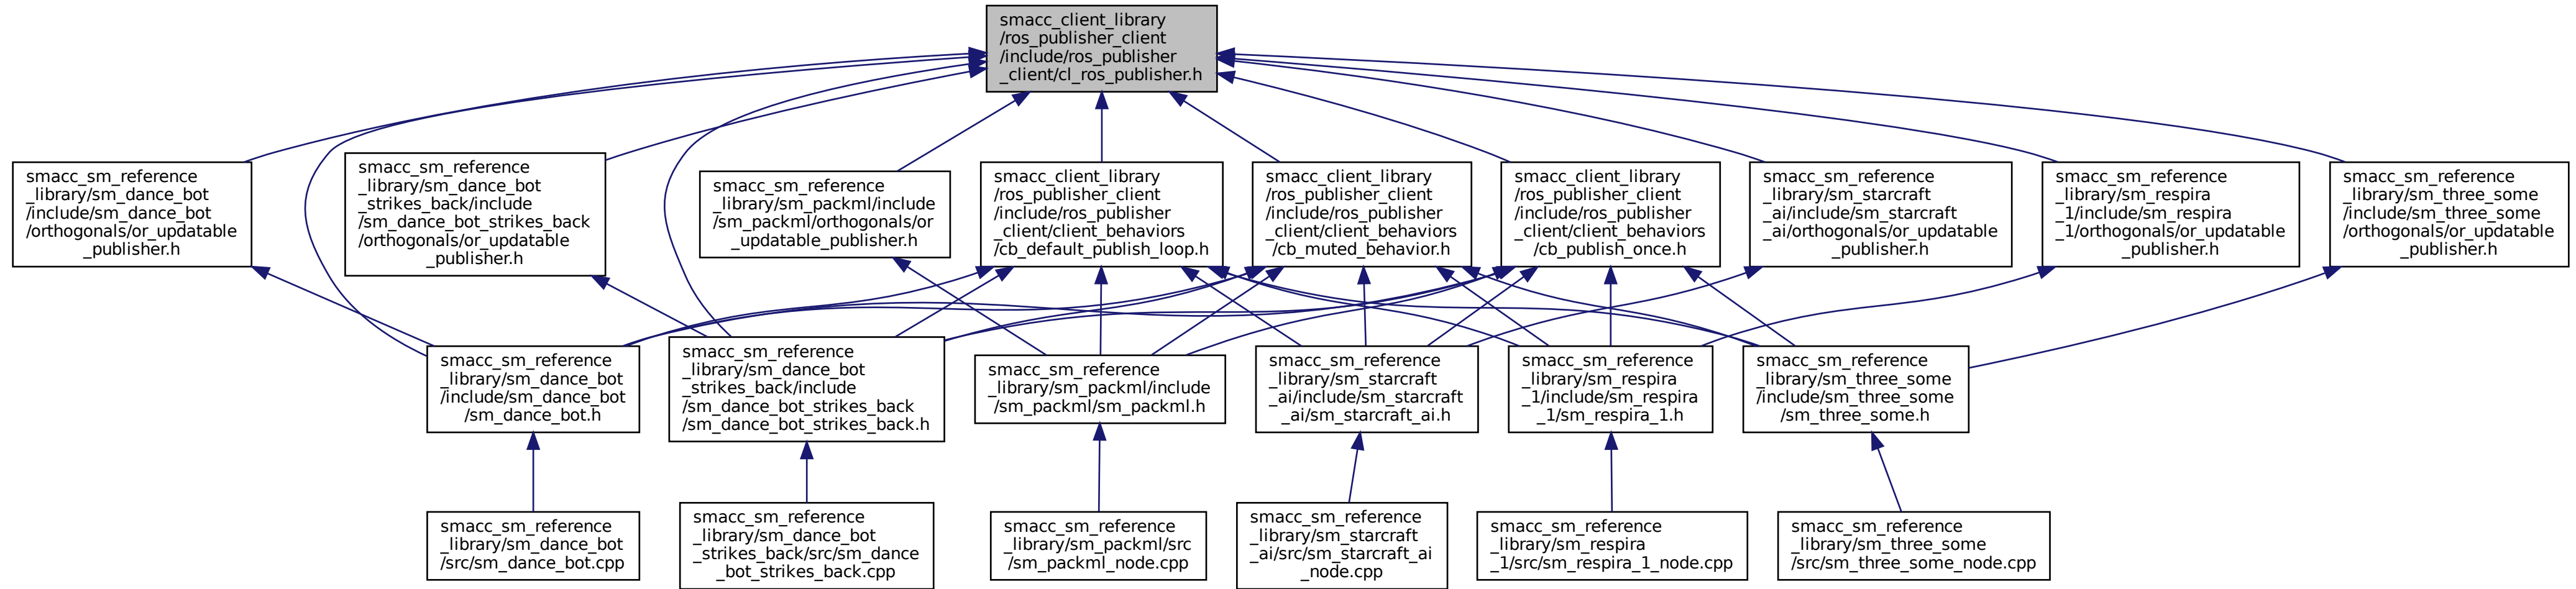 smacc_client_library
/ros_publisher_client
/include/ros_publisher
_client/cl_ros_publisher.h
smacc_sm_reference
_library/sm_dance_bot
/include/sm_dance_bot
/orthogonals/or_updatable
_publisher.h
smacc_sm_reference
_library/sm_dance_bot
_strikes_back/include
/sm_dance_bot_strikes_back
/orthogonals/or_updatable
_publisher.h
smacc_sm_reference
_library/sm_packml/include
/sm_packml/orthogonals/or
_updatable_publisher.h
smacc_client_library
/ros_publisher_client
/include/ros_publisher
_client/client_behaviors
/cb_default_publish_loop.h
smacc_client_library
/ros_publisher_client
/include/ros_publisher
_client/client_behaviors
/cb_muted_behavior.h
smacc_client_library
/ros_publisher_client
/include/ros_publisher
_client/client_behaviors
/cb_publish_once.h
smacc_sm_reference
_library/sm_starcraft
_ai/include/sm_starcraft
_ai/orthogonals/or_updatable
_publisher.h
smacc_sm_reference
_library/sm_respira
_1/include/sm_respira
_1/orthogonals/or_updatable
_publisher.h
smacc_sm_reference
_library/sm_three_some
/include/sm_three_some
/orthogonals/or_updatable
_publisher.h
smacc_sm_reference
_library/sm_dance_bot
/include/sm_dance_bot
/sm_dance_bot.h
smacc_sm_reference
_library/sm_dance_bot
_strikes_back/include
/sm_dance_bot_strikes_back
/sm_dance_bot_strikes_back.h
smacc_sm_reference
_library/sm_packml/include
/sm_packml/sm_packml.h
smacc_sm_reference
_library/sm_starcraft
_ai/include/sm_starcraft
_ai/sm_starcraft_ai.h
smacc_sm_reference
_library/sm_respira
_1/include/sm_respira
_1/sm_respira_1.h
smacc_sm_reference
_library/sm_three_some
/include/sm_three_some
/sm_three_some.h
smacc_sm_reference
_library/sm_dance_bot
/src/sm_dance_bot.cpp
smacc_sm_reference
_library/sm_dance_bot
_strikes_back/src/sm_dance
_bot_strikes_back.cpp
smacc_sm_reference
_library/sm_packml/src
/sm_packml_node.cpp
smacc_sm_reference
_library/sm_starcraft
_ai/src/sm_starcraft_ai
_node.cpp
smacc_sm_reference
_library/sm_respira
_1/src/sm_respira_1_node.cpp
smacc_sm_reference
_library/sm_three_some
/src/sm_three_some_node.cpp